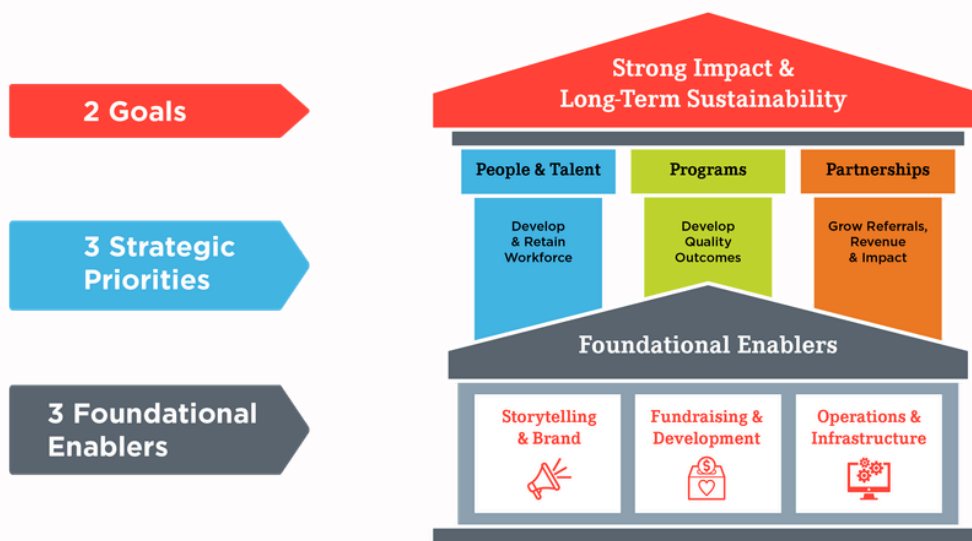 2 Goals
Strong Impact &
Long-Term Sustainability
3 Strategic
Priorities
People & Talent
Develop
& Retain
Workforce
Programs
Develop
Quality
Outcomes
Partnerships
Grow Referrals,
Revenue
& Impact
3 Foundational
Enablers
Foundational Enablers
Storytelling
& Brand
Fundraising &
Development
$
Operations &
Infrastructure